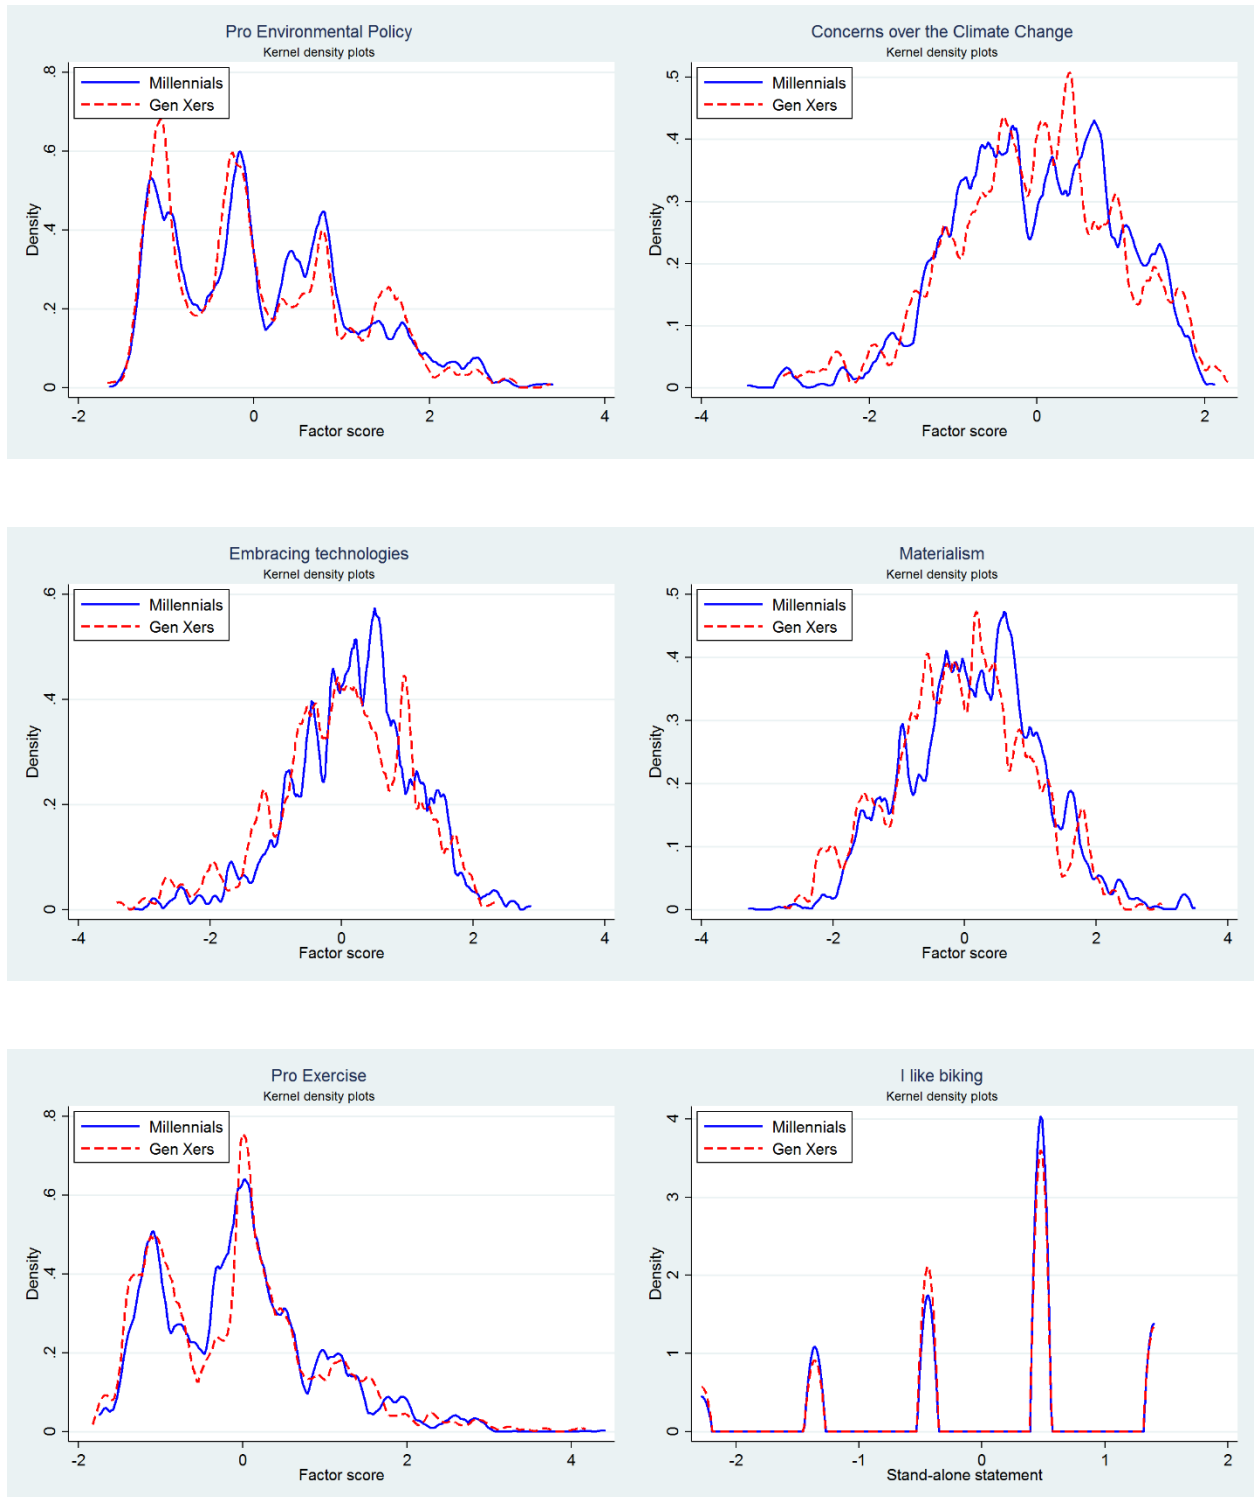 Pro Environmental Policy
Kernel density plots
Millennials
Gen Xers
Density
0 .2 .4 .6 .8
-2 0 2 4
Factor score
Concerns over the Climate Change
Kernel density plots
Millennials
Gen Xers
Density
0 .1 .2 .3 .4 .5
-4 -2 0 2
Factor score
Embracing technologies
Kernel density plots
Millennials
Gen Xers
Density
0 .2 .4 .6
-4 -2 0 2 4
Factor score
Materialism
Kernel density plots
Millennials
Gen Xers
Density
0 .1 .2 .3 .4 .5
-4 -2 0 2 4
Factor score
Pro Exercise
Kernel density plots
Millennials
Gen Xers
Density
0 .2 .4 .6 .8
-2 0 2 4
Factor score
I like biking
Kernel density plots
Millennials
Gen Xers
Density
0 1 2 3 4
-2 -1 0 1 2
Stand-alone statement